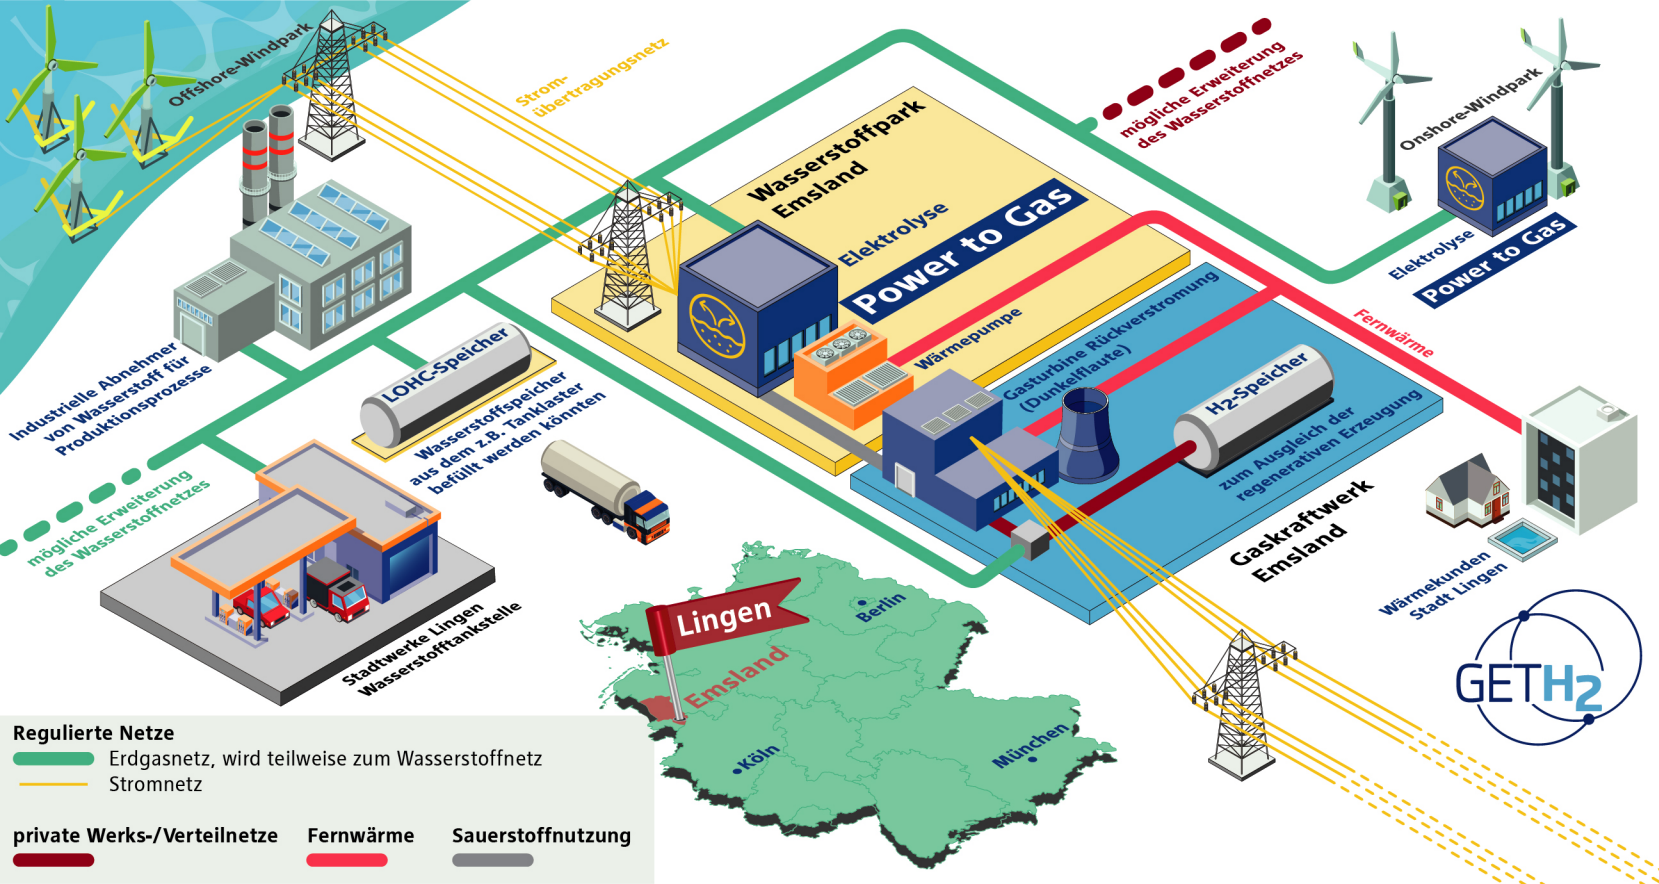 Offshore-Windpark
Strom-
übertragungsnetz
mögliche Erweiterung
des Wasserstoffnetzes
Onshore-Windpark
Elektrolyse
Power to Gas
Wasserstoffpark
Emsland
Elektrolyse
Power to Gas
Wärmepumpe
Gasturbine Rückverstromung
(Dunkelflaute)
Fernwärme
Industrielle Abnehmer
von Wasserstoff für
Produktionsprozesse
LOHC-Speicher
Wasserstoffspeicher
aus dem z.B. Tanklaster
befüllt werden könnten
H2-Speicher
zum Ausgleich der
regenerativen Erzeugung
Gaskraftwerk
Emsland
mögliche Erweiterung
des Wasserstoffnetzes
Stadtwerke Lingen
Wasserstofftankstelle
Wärmekunden
Stadt Lingen
Lingen
Emsland
Berlin
Köln
München
GETH2
Regulierte Netze
Erdgasnetz, wird teilweise zum Wasserstoffnetz
Stromnetz
private Werks-/Verteilnetze
Fernwärme
Sauerstoffnutzung